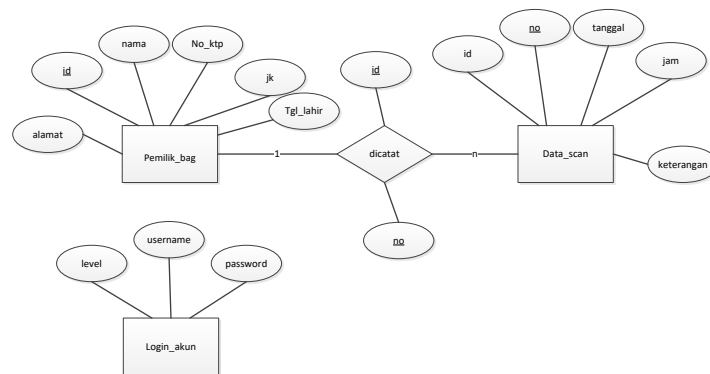 nama
No_ktp
id
jk
Tgl_lahir
alamat
Pemilik_bag
1
id
dicatat
no
n
id
no
tanggal
jam
Data_scan
keterangan
level
username
password
Login_akun